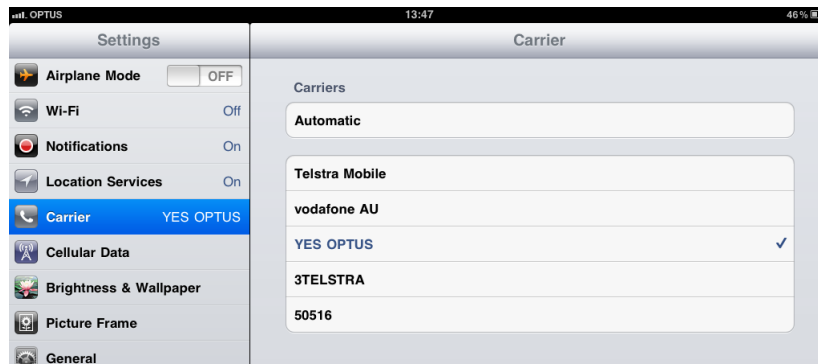 OPTUS 13:47 46%
Settings
Airplane Mode OFF
Wi-Fi Off
Notifications On
Location Services On
Carrier YES OPTUS
Cellular Data
Brightness & Wallpaper
Picture Frame
General
Carrier
Carriers
Automatic
Telstra Mobile
vodafone AU
YES OPTUS
3TELSTRA
50516